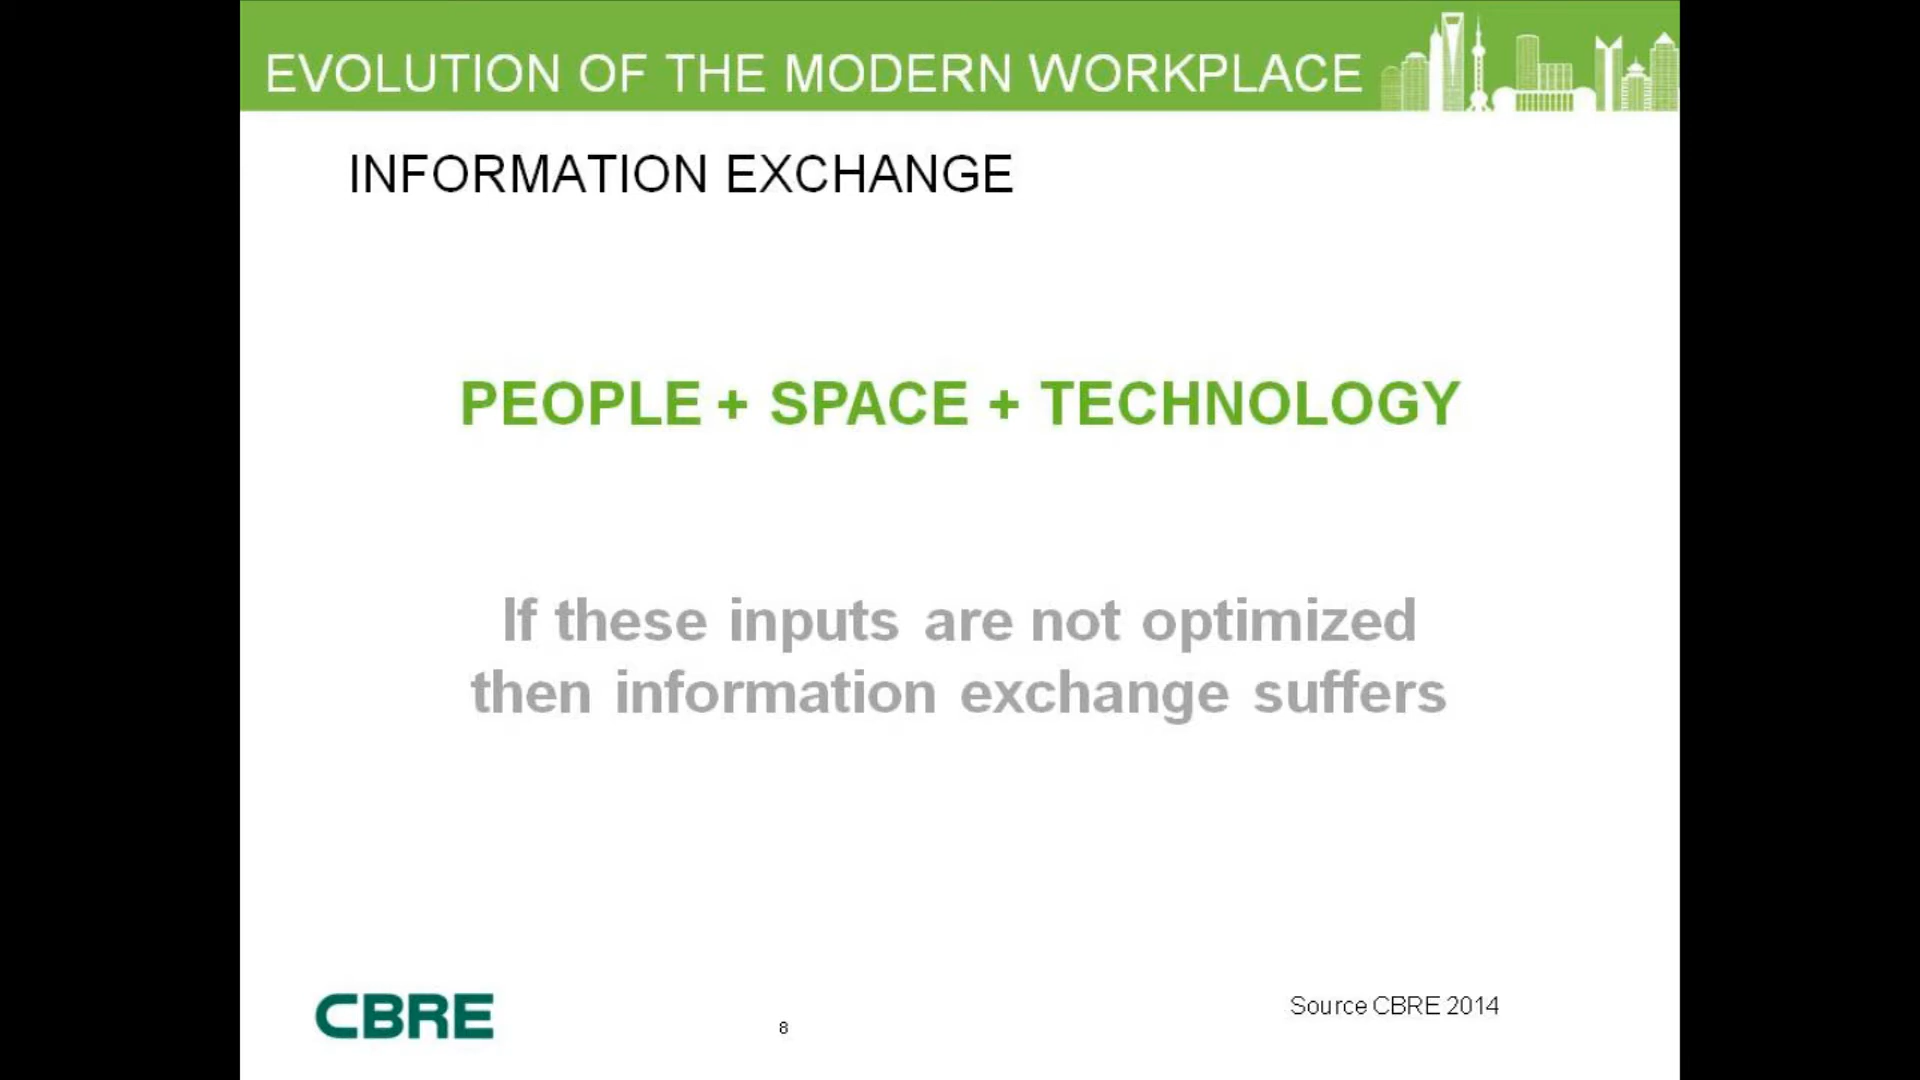 EVOLUTION OF THE MODERN WORKPLACE
INFORMATION EXCHANGE
PEOPLE + SPACE + TECHNOLOGY
If these inputs are not optimized
then information exchange suffers
CBRE
8
Source CBRE 2014